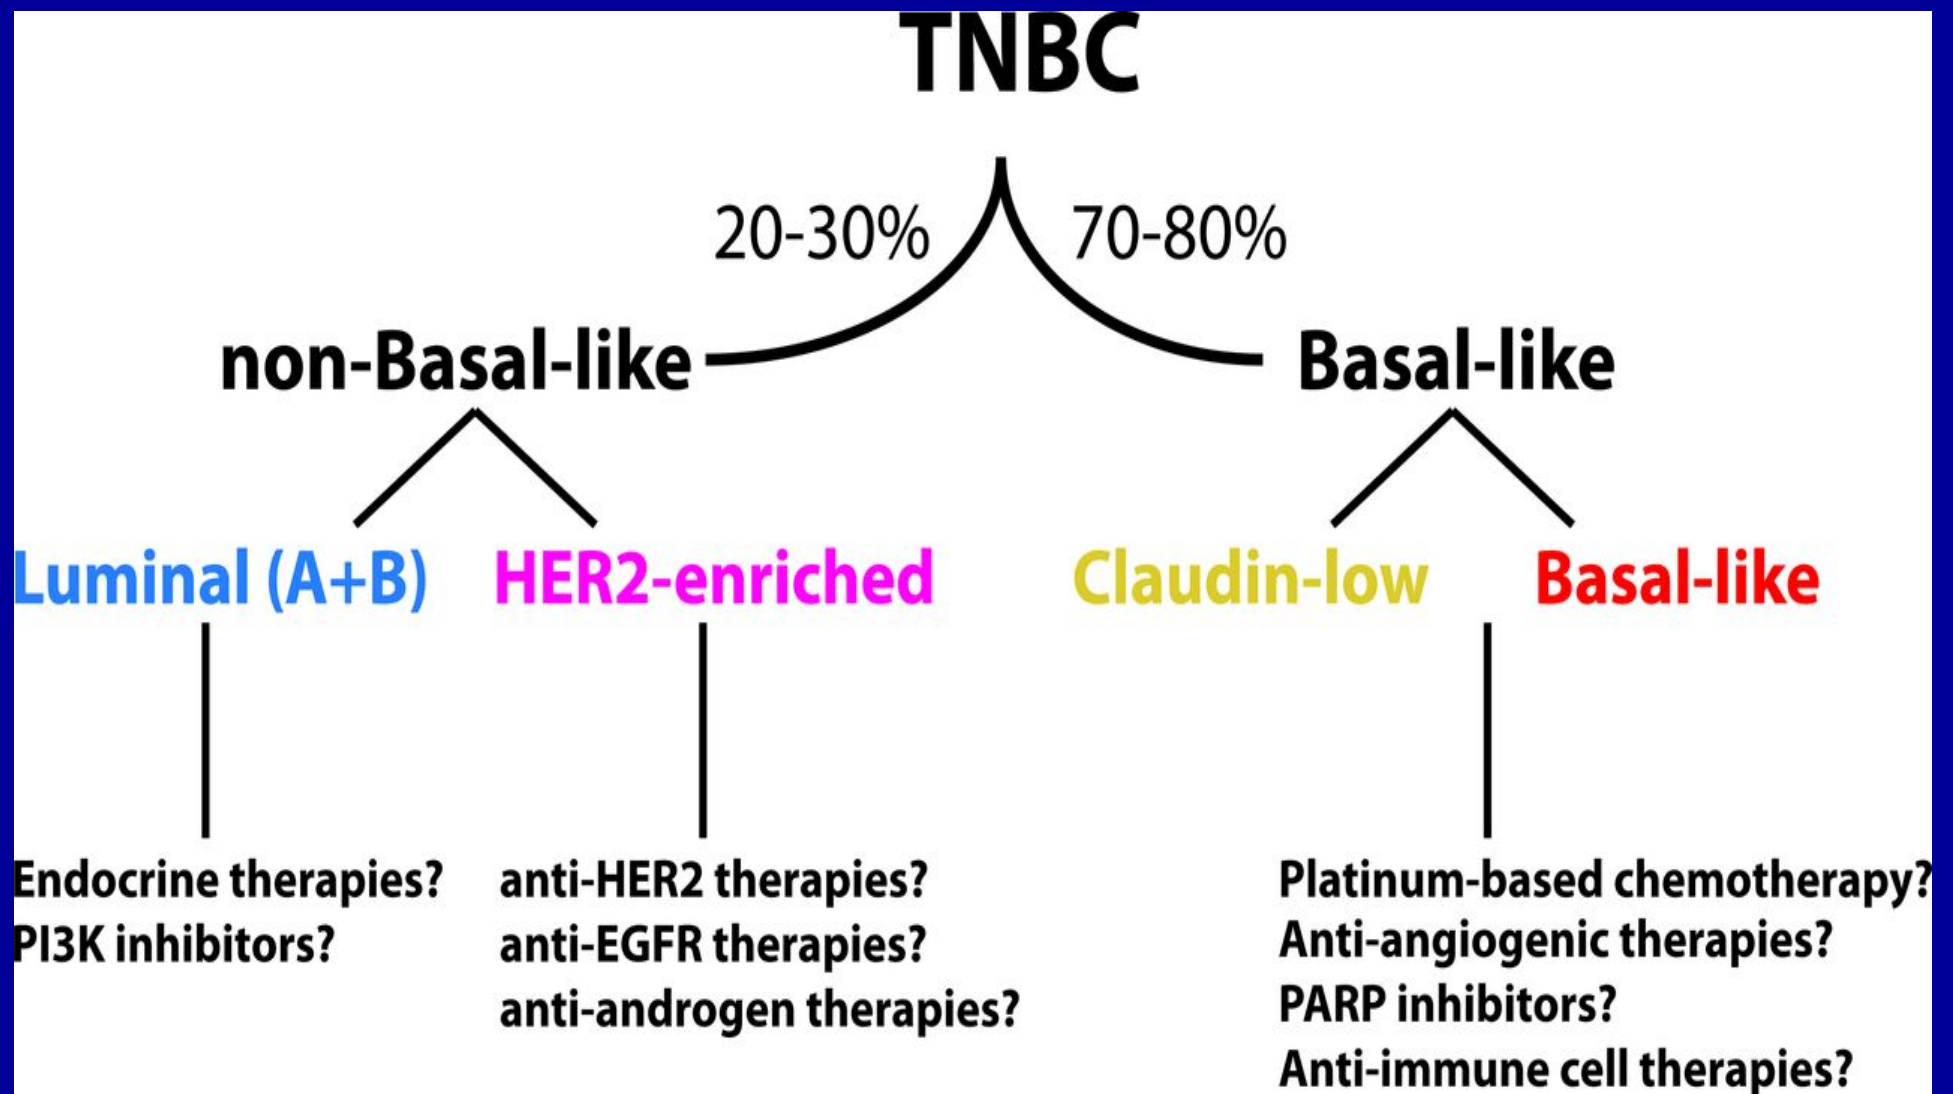 TNBC
20-30%
70-80%
non-Basal-like
Basal-like
Luminal (A+B)
HER2-enriched
Claudin-low
Basal-like
Endocrine therapies?
PI3K inhibitors?
anti-HER2 therapies?
anti-EGFR therapies?
anti-androgen therapies?
Platinum-based chemotherapy?
Anti-angiogenic therapies?
PARP inhibitors?
Anti-immune cell therapies?